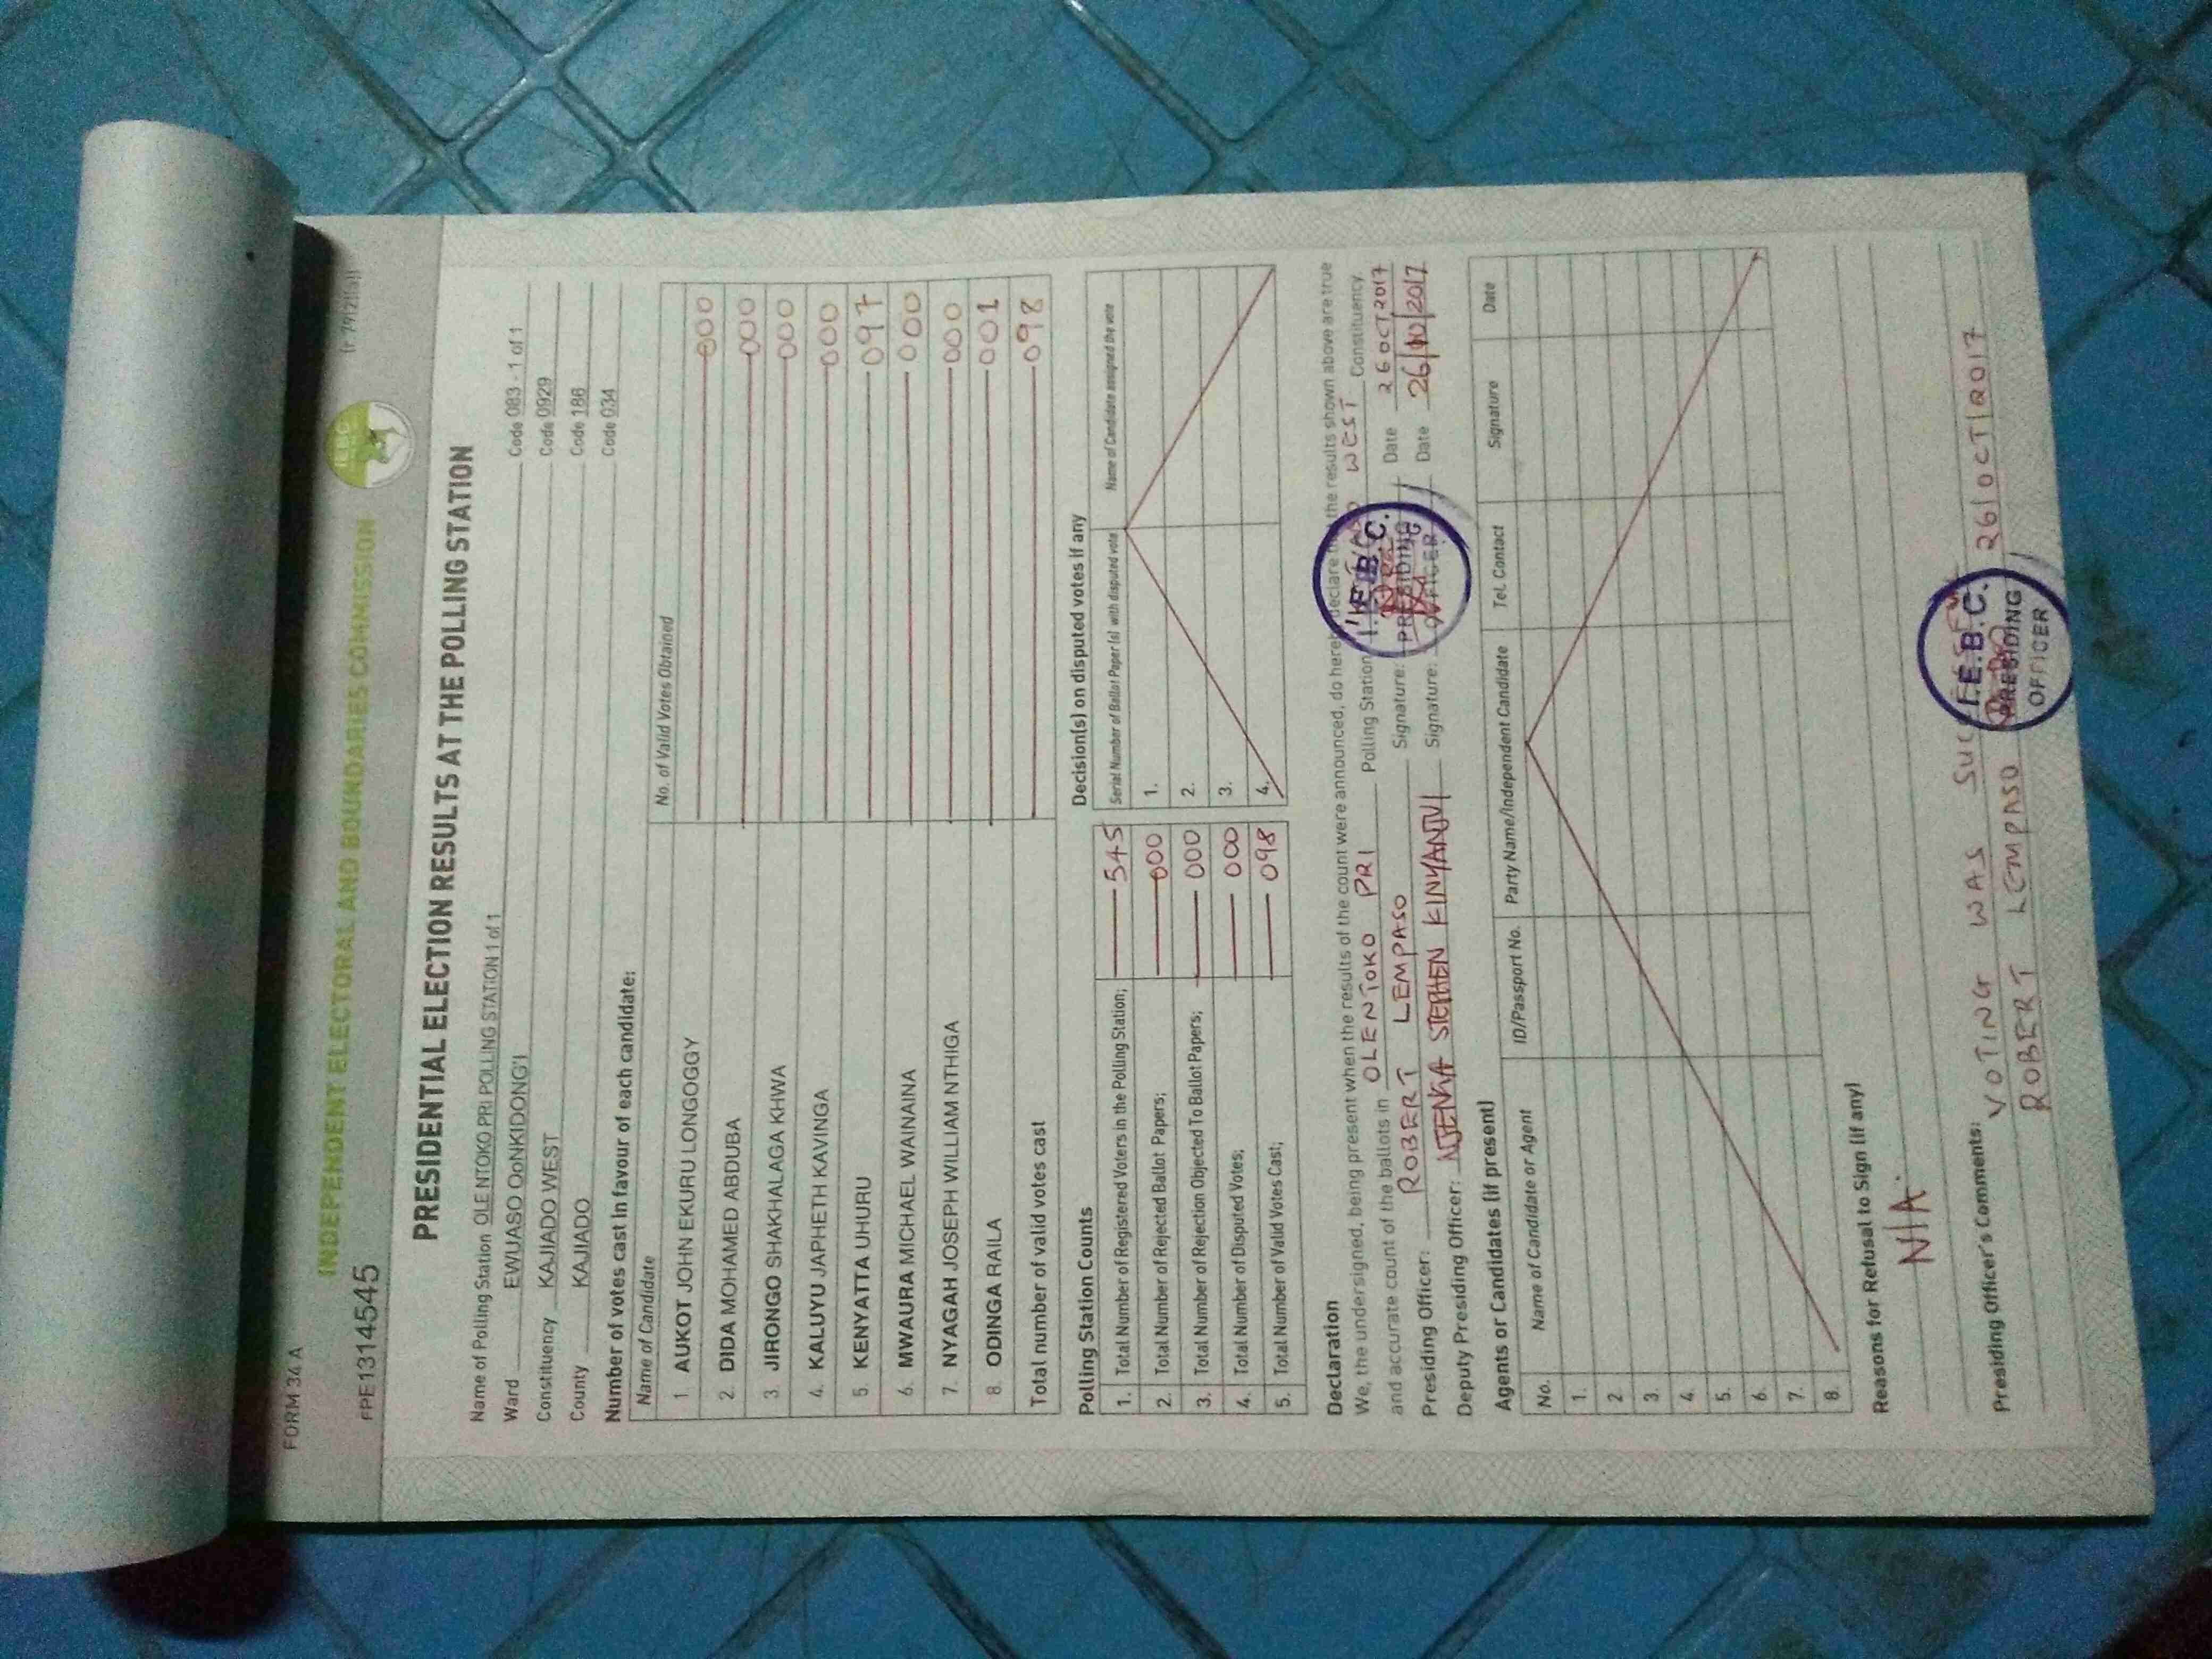 FORM 34 A
INDEPENDENT ELECTORAL AND BOUNDARIES COMMISSION
FPE1314545
PRESIDENTIAL ELECTION RESULTS AT THE POLLING STATION
Name of Polling Station OLE NTOKO PRI POLLING STATION 1 of 1 Code 083 - 1 of 1
Ward EWUASO OoNKIDONG'I Code 0929
Constituency KAJIADO WEST Code 186
County KAJIADO Code 034
Number of votes cast in favour of each candidate:
Name of Candidate No. of Valid Votes Obtained
1. AUKOT JOHN EKURU LONGOGGY 000
2. DIDA MOHAMED ABDUBA 000
3. JIRONGO SHAKHALAGA KHWA 000
4. KALUYU JAPHETH KAVINGA 000
5. KENYATTA UHURU 097
6. MWAURA MICHAEL WAINAINA 000
7. NYAGAH JOSEPH WILLIAM NTHIGA 000
8. ODINGA RAILA 001
Total number of valid votes cast 098
Polling Station Counts
1. Total Number of Registered Voters in the Polling Station; 545
2. Total Number of Rejected Ballot Papers; 000
3. Total Number of Rejection Objected To Ballot Papers; 000
4. Total Number of Disputed Votes; 000
5. Total Number of Valid Votes Cast; 098
Decision(s) on disputed votes if any
Serial Number of Ballot Paper (s) with disputed vote Name of Candidate assigned the vote
1.
2.
3.
4.
Declaration
We, the undersigned, being present when the results of the count were announced, do hereby declare the results shown above are true
and accurate count of the ballots in OLENTOKO PRI Polling Station WEST Constituency.
Presiding Officer: ROBERT LEMPASO Signature: Date 26 OCT 2017
Deputy Presiding Officer: NJENGA STEPHEN KINYANJUI Signature: Date 26/10/2017
I.E.B.C.
PRESIDING
OFFICER
Agents or Candidates (if present)
No. Name of Candidate or Agent ID/Passport No. Party Name/Independent Candidate Tel. Contact Signature Date
1.
2
3.
4.
5.
6.
7.
8.
Reasons for Refusal to Sign (if any)
N/A.
Presiding Officer's Comments: VOTING WAS
ROBERT LEMPASO 26/OCT/2017
I.E.B.C.
PRESIDING
OFFICER